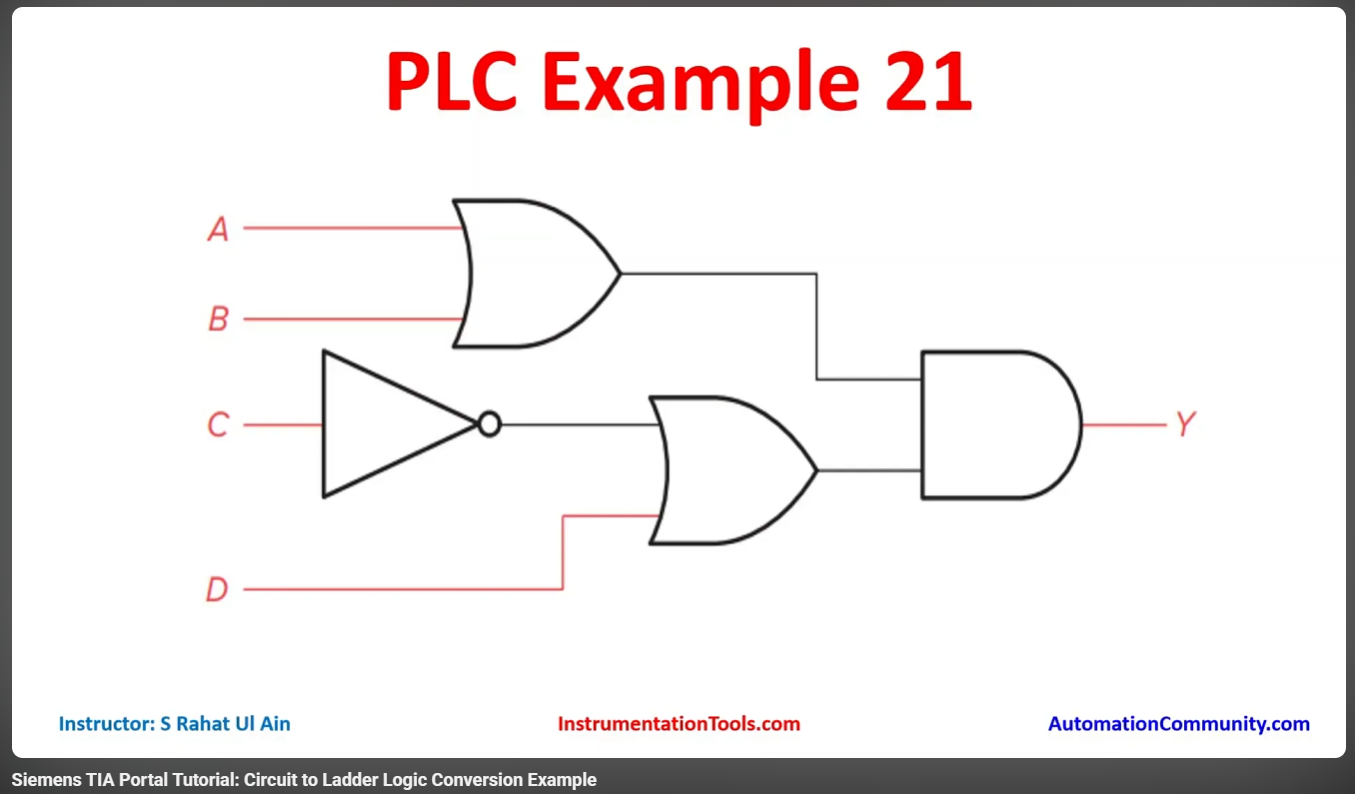 PLC Example 21
A
B
C
Y
D
Instructor: S Rahat Ul Ain
InstrumentationTools.com
AutomationCommunity.com
Siemens TIA Portal Tutorial: Circuit to Ladder Logic Conversion Example